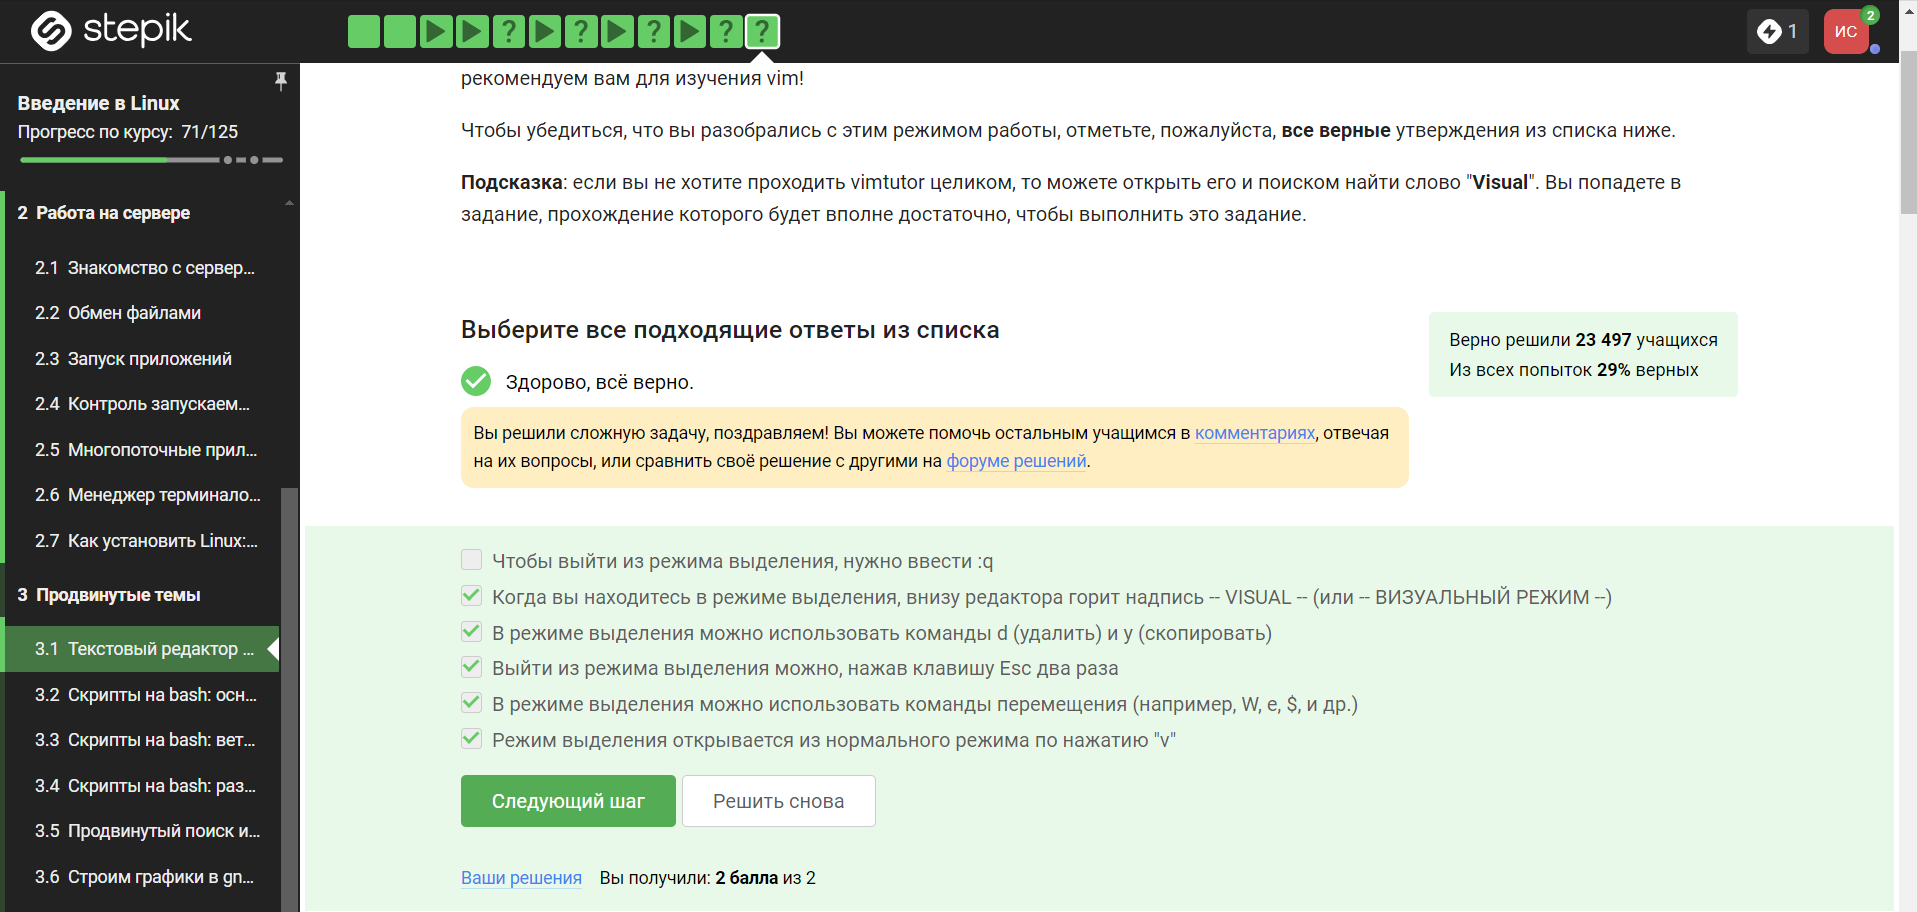 stepik
? ? ? ? ?
1
ИС
2
Введение в Linux
Прогресс по курсу: 71/125
2 Работа на сервере
2.1 Знакомство с сервер...
2.2 Обмен файлами
2.3 Запуск приложений
2.4 Контроль запускаем...
2.5 Многопоточные прил...
2.6 Менеджер терминало...
2.7 Как установить Linux:...
3 Продвинутые темы
3.1 Текстовый редактор ...
3.2 Скрипты на bash: осн...
3.3 Скрипты на bash: вет...
3.4 Скрипты на bash: раз...
3.5 Продвинутый поиск и...
3.6 Строим графики в gn...
рекомендуем вам для изучения vim!
Чтобы убедиться, что вы разобрались с этим режимом работы, отметьте, пожалуйста, все верные утверждения из списка ниже.
Подсказка: если вы не хотите проходить vimtutor целиком, то можете открыть его и поиском найти слово "Visual". Вы попадете в
задание, прохождение которого будет вполне достаточно, чтобы выполнить это задание.
Выберите все подходящие ответы из списка
Верно решили 23 497 учащихся
Из всех попыток 29% верных
Здорово, всё верно.
Вы решили сложную задачу, поздравляем! Вы можете помочь остальным учащимся в комментариях, отвечая
на их вопросы, или сравнить своё решение с другими на форуме решений.
Чтобы выйти из режима выделения, нужно ввести :q
Когда вы находитесь в режиме выделения, внизу редактора горит надпись -- VISUAL -- (или -- ВИЗУАЛЬНЫЙ РЕЖИМ --)
В режиме выделения можно использовать команды d (удалить) и y (скопировать)
Выйти из режима выделения можно, нажав клавишу Esc два раза
В режиме выделения можно использовать команды перемещения (например, W, e, $, и др.)
Режим выделения открывается из нормального режима по нажатию "v"
Следующий шаг
Решить снова
Ваши решения Вы получили: 2 балла из 2